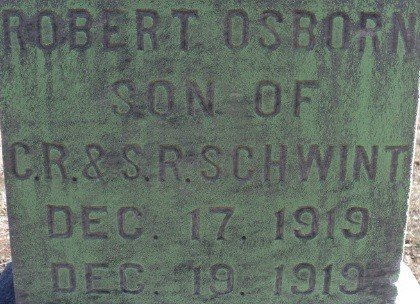 ROBERT OSBORN
SON OF
C.R.&S.R.SCHWINT
DEC. 17, 1919
DEC. 19, 1919